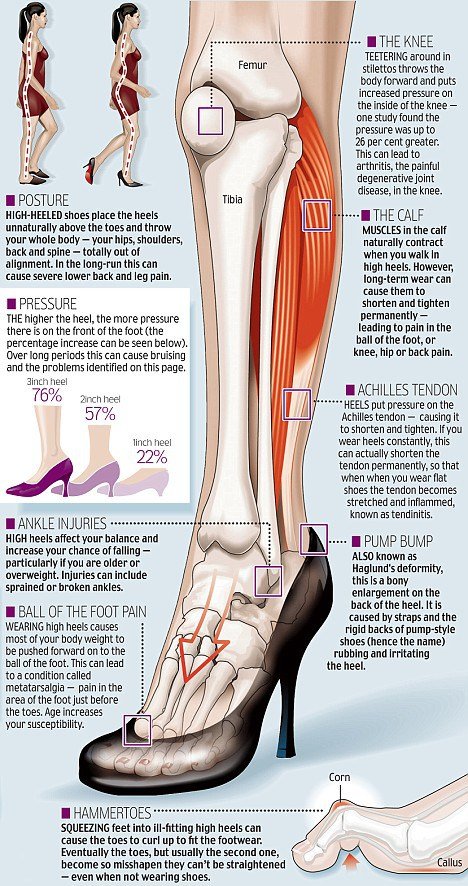 THE KNEE
TEETERING around in
stilettos throws the
body forward and puts
increased pressure on
the inside of the knee —
one study found the
pressure was up to
26 per cent greater.
This can lead to
arthritis, the painful
degenerative joint
disease, in the knee.
Femur
Tibia
POSTURE
HIGH-HEELED shoes place the heels
unnaturally above the toes and throw
your whole body — your hips, shoulders,
back and spine — totally out of
alignment. In the long-run this can
cause severe lower back and leg pain.
THE CALF
MUSCLES in the calf
naturally contract
when you walk in
high heels. However,
long-term wear can
cause them to
shorten and tighten
permanently —
leading to pain in the
ball of the foot, or
knee, hip or back pain.
PRESSURE
THE higher the heel, the more pressure
there is on the front of the foot (the
percentage increase can be seen below).
Over long periods this can cause bruising
and the problems identified on this page.
3inch heel
76%
2inch heel
57%
1inch heel
22%
ACHILLES TENDON
HEELS put pressure on the
Achilles tendon — causing it
to shorten and tighten. If you
wear heels constantly, this
can actually shorten the
tendon permanently, so that
when when you wear flat
shoes the tendon becomes
stretched and inflamed,
known as tendinitis.
ANKLE INJURIES
HIGH heels affect your balance and
increase your chance of falling —
particularly if you are older or
overweight. Injuries can include
sprained or broken ankles.
PUMP BUMP
ALSO known as
Haglund's deformity,
this is a bony
enlargement on the
back of the heel. It is
caused by straps and the
rigid backs of pump-style
shoes (hence the name)
rubbing and irritating
the heel.
BALL OF THE FOOT PAIN
WEARING high heels causes
most of your body weight to
be pushed forward on to the
ball of the foot. This can lead
to a condition called
metatarsalgia — pain in the
area of the foot just before
the toes. Age increases
your susceptibility.
HAMMERTOES
SQUEEZING feet into ill-fitting high heels can
cause the toes to curl up to fit the footwear.
Eventually the toes, but usually the second one,
become so misshapen they can't be straightened
— even when not wearing shoes.
Corn
Callus